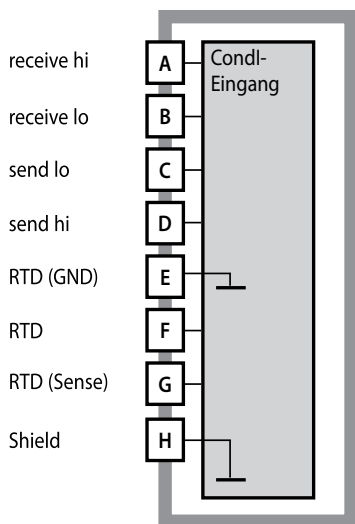 receive hi
A
Condl-
Eingang
receive lo
B
send lo
C
send hi
D
RTD (GND)
E
RTD
F
RTD (Sense)
G
Shield
H